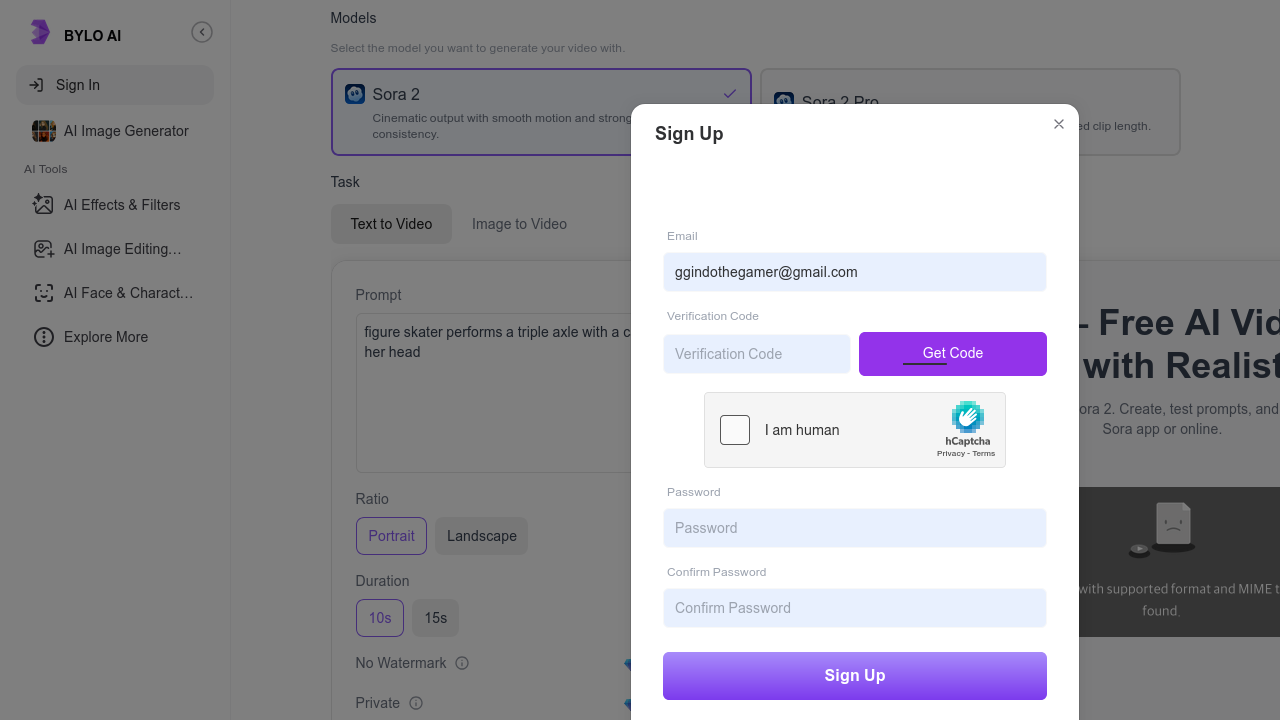 BYLO AI
Sign In
AI Image Generator
AI Tools
AI Effects & Filters
AI Image Editing…
AI Face & Charact…
Explore More
Models
Select the model you want to generate your video with.
Sora 2
Cinematic output with smooth motion and strong
consistency.
Sora 2 Pro
ed clip length.
Task
Text to Video
Image to Video
Prompt
figure skater performs a triple axle with a c
her head
Ratio
Portrait
Landscape
Duration
10s
15s
No Watermark
Private
Sign Up
Email
ggindothegamer@gmail.com
Verification Code
Verification Code
Get Code
I am human
hCaptcha
Privacy - Terms
Password
Password
Confirm Password
Confirm Password
Sign Up
- Free AI Vid
with Realist
ora 2. Create, test prompts, and
Sora app or online.
with supported format and MIME t
found.